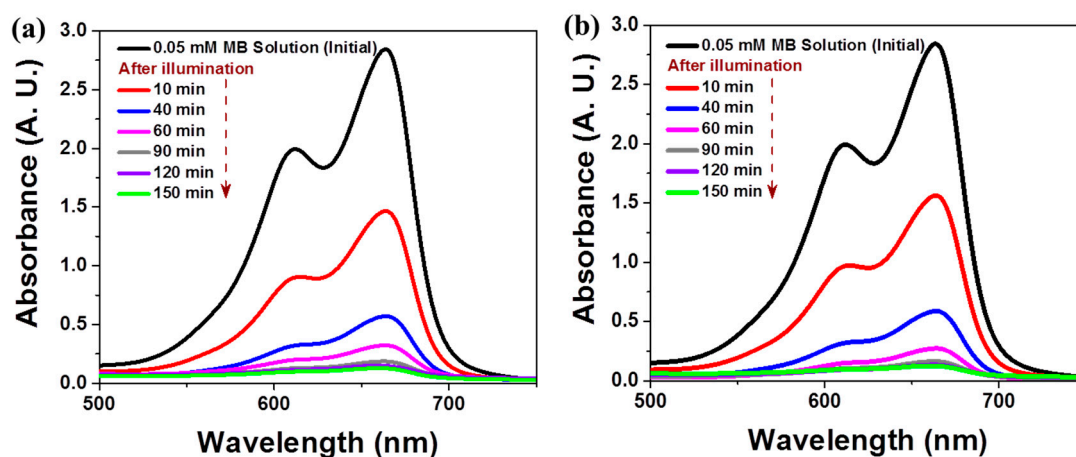 (a)
3.0
2.5
2.0
1.5
1.0
0.5
0.0
Absorbance (A. U.)
0.05 mM MB Solution (Initial)
After illumination
10 min
40 min
60 min
90 min
120 min
150 min
500
600
700
Wavelength (nm)
(b)
3.0
2.5
2.0
1.5
1.0
0.5
0.0
Absorbance (A. U.)
0.05 mM MB Solution (Initial)
After illumination
10 min
40 min
60 min
90 min
120 min
150 min
500
600
700
Wavelength (nm)